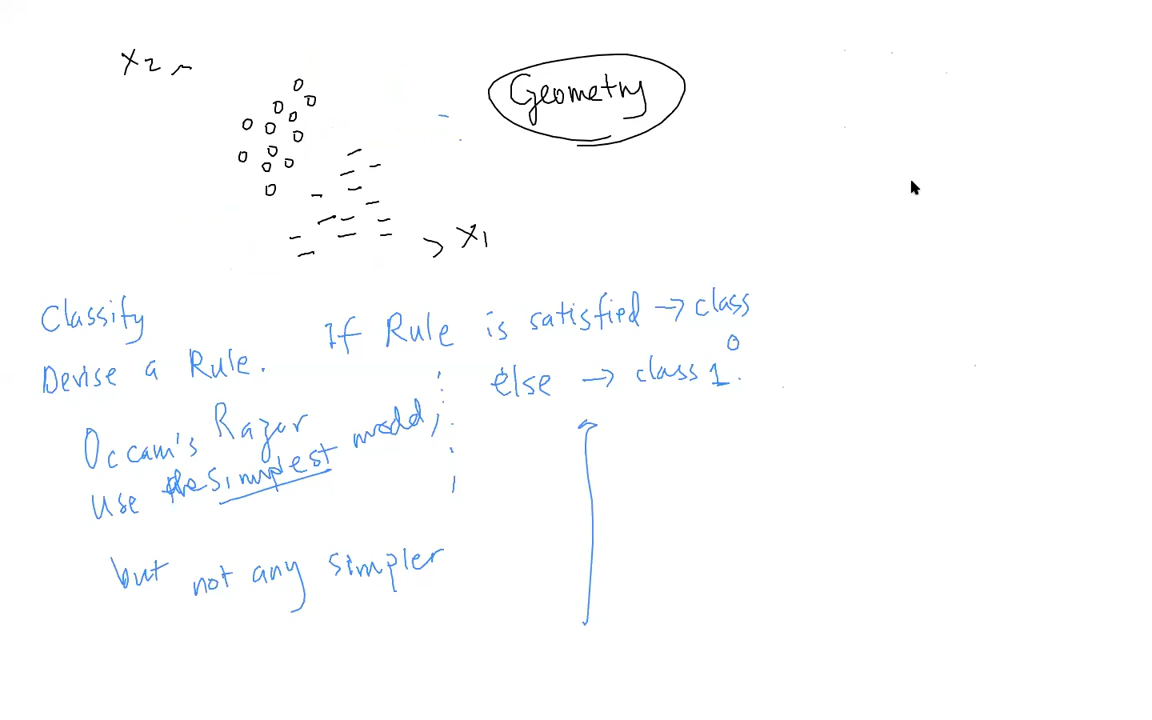 X2
Geometry
X1
Classify
Devise a Rule.
If Rule is satisfied → class 0
else → class 1.
Occam's Razor
Use the simplest model,
but not any simpler